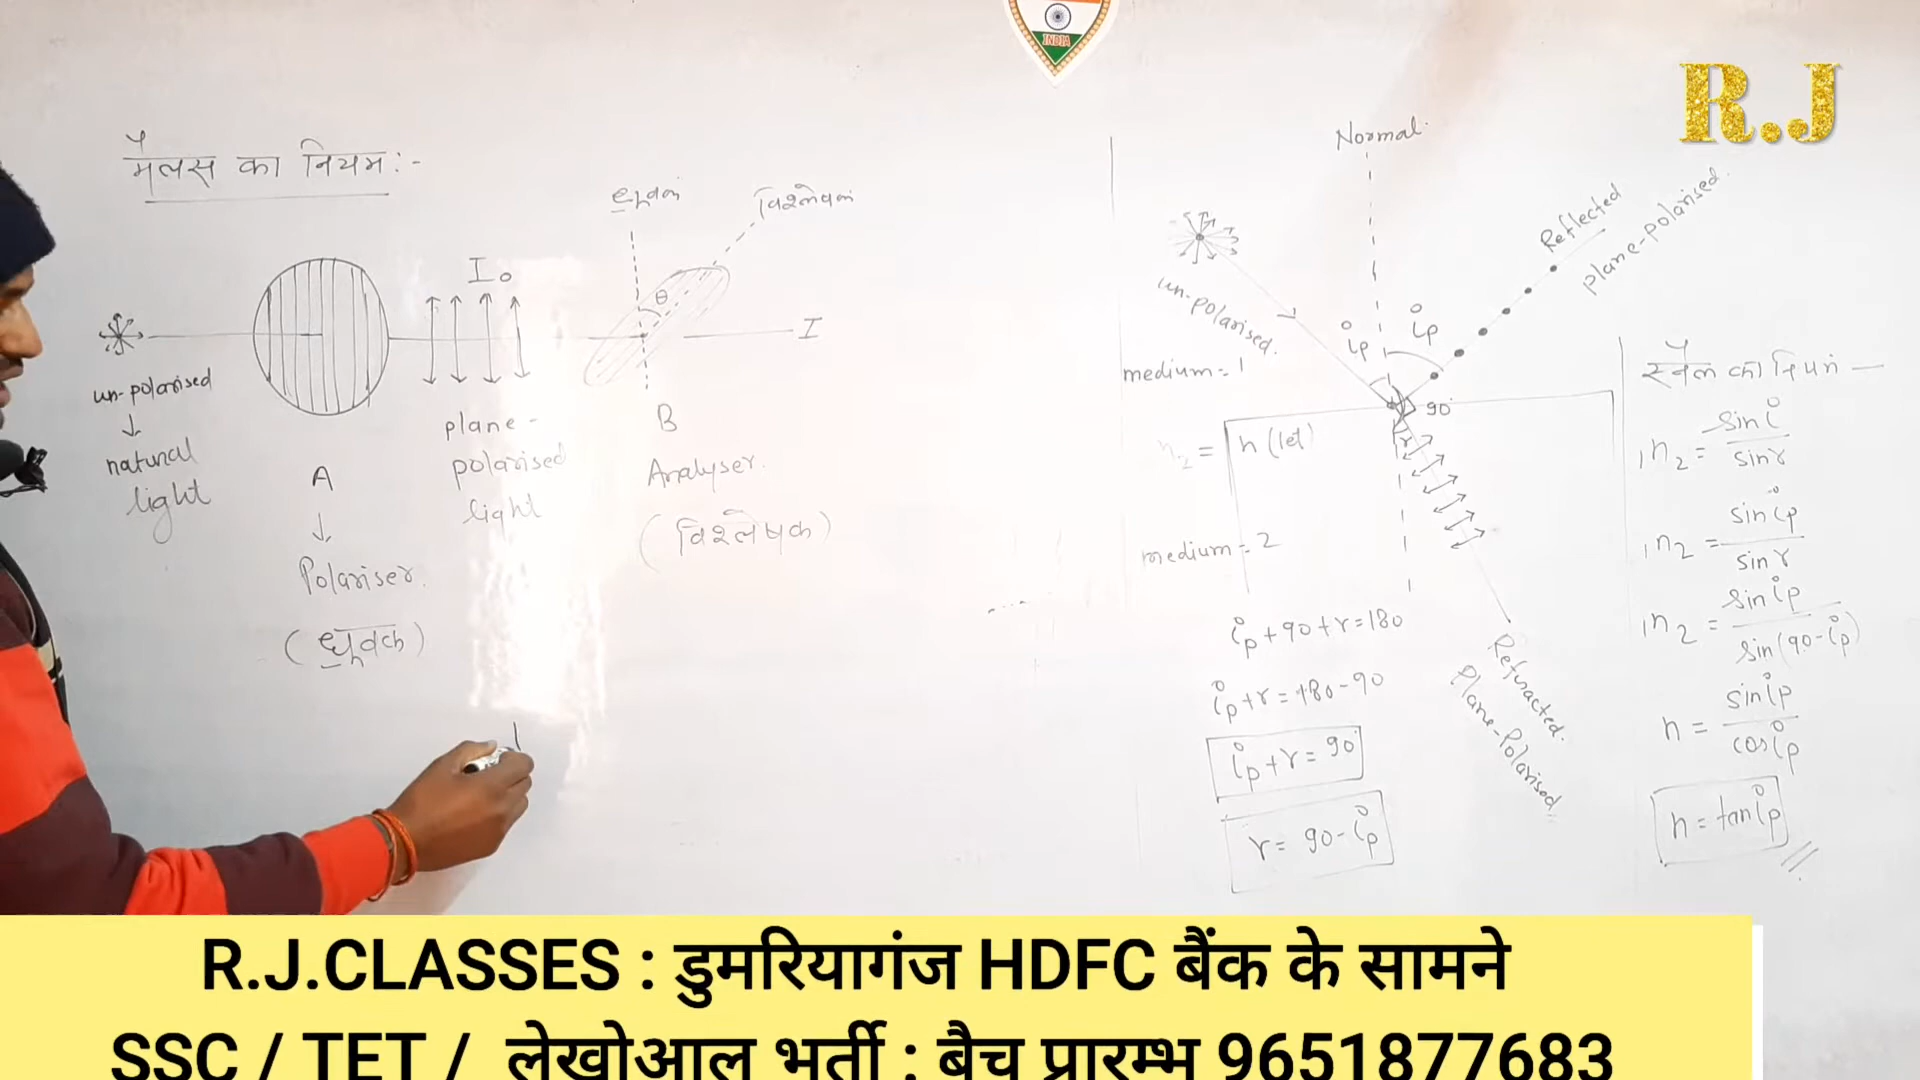 INDIA
R.J
मैलस का नियम :-
ध्रुवक
विश्लेषक
I₀
θ
I
un-polarised
↓
natural
light
A
↓
Polariser.
(ध्रुवक)
plane-
polarised
light
B
Analyser.
(विश्लेषक)
Normal.
un-polarised.
Reflected
plane-polarised.
iₚ
iₚ
medium = 1
90°
n₂ =
n (let)
r
medium = 2
Refracted.
Plane-Polarised.
iₚ + 90 + r = 180
iₚ + r = 180 - 90
iₚ + r = 90°
r = 90 - iₚ
स्नेल का नियम —
₁n₂ = sin i / sin r
₁n₂ = sin iₚ / sin r
₁n₂ = sin iₚ / sin(90 - iₚ)
n = sin iₚ / cos iₚ
n = tan iₚ //
R.J.CLASSES : डुमरियागंज HDFC बैंक के सामने
SSC / TET / लेखोआल भर्ती : बैच प्रारम्भ 9651877683